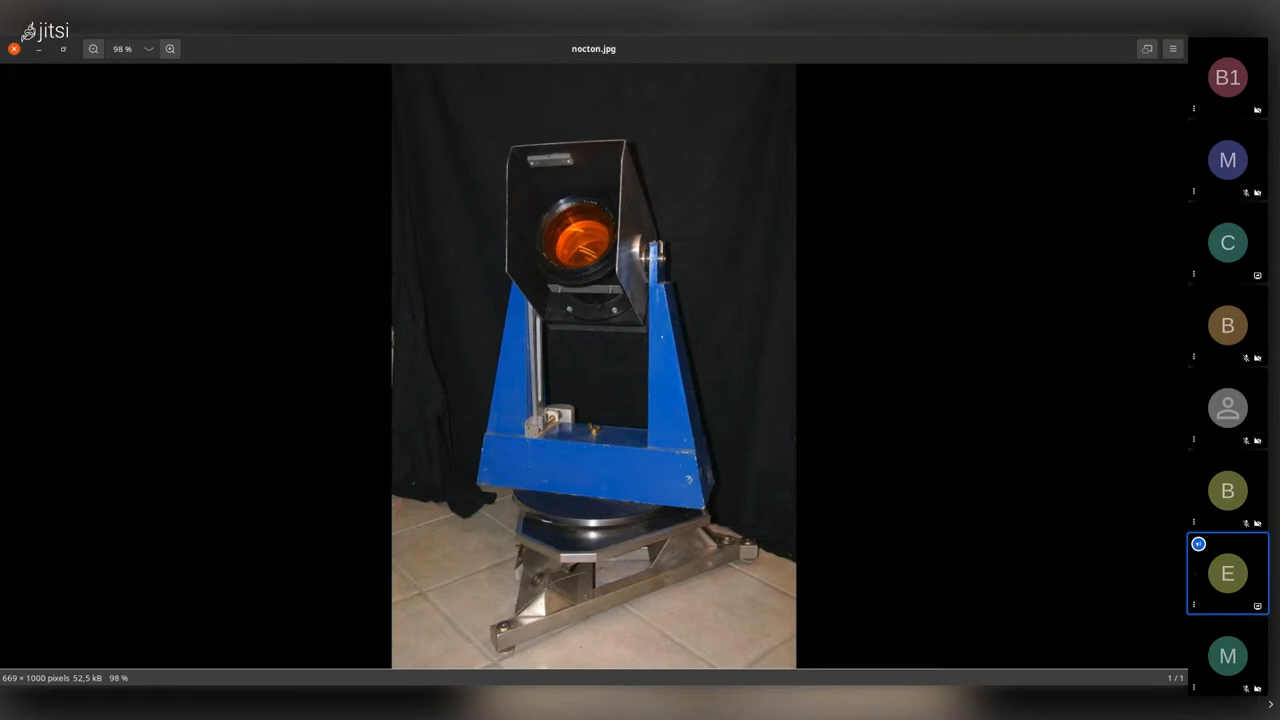 jitsi
98 %
nocton.jpg
B1
M
C
B
B
E
M
669 × 1000 pixels 52,5 kB 98 %
1 / 1